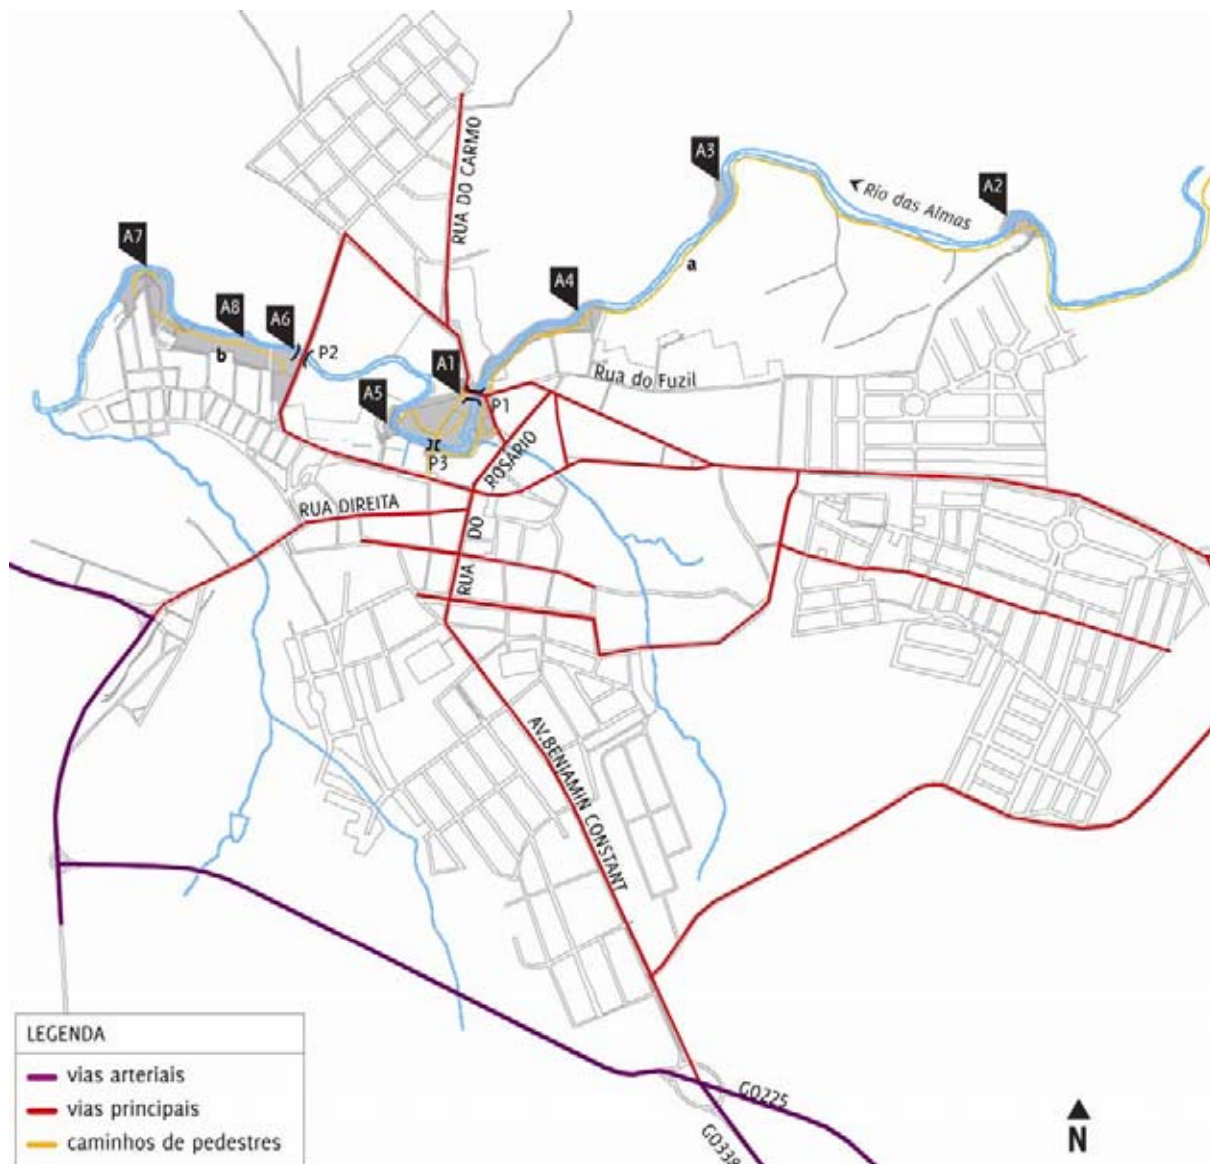 RUA DO CARMO
A3
Rio das Almas
A2
A7
A4
a
A8
A6
b
P2
A1
Rua do Fuzil
A5
P1
P3
RUA DO ROSÁRIO
RUA DIREITA
AV.BENJAMIN CONSTANT
LEGENDA
vias arteriais
vias principais
caminhos de pedestres
GO225
GO338
N